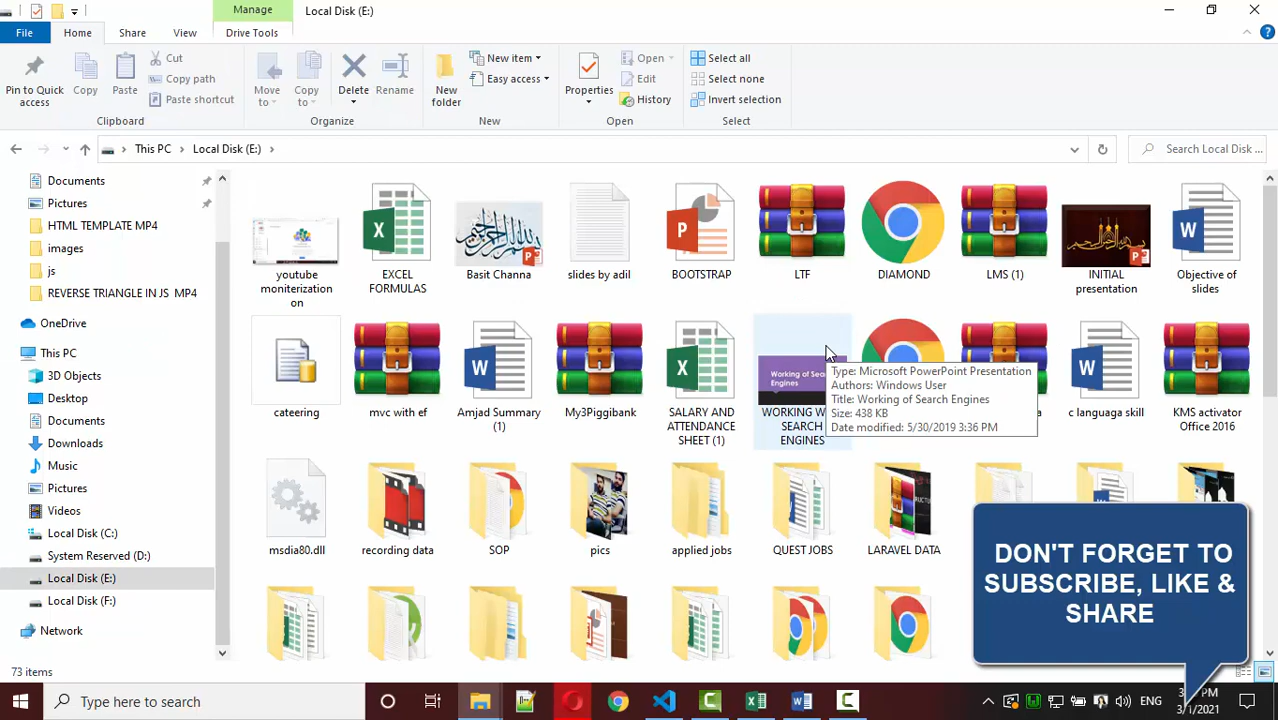 Manage
Local Disk (E:)
File
Home
Share
View
Drive Tools
Pin to Quick access
Copy
Paste
Cut
Copy path
Paste shortcut
Clipboard
Move to
Copy to
Delete
Rename
Organize
New folder
New item
Easy access
New
Properties
Open
Edit
History
Open
Select all
Select none
Invert selection
Select
This PC
Local Disk (E:)
Search Local Disk ...
Documents
Pictures
HTML TEMPLATE MP4
images
js
REVERSE TRIANGLE IN JS MP4
OneDrive
This PC
3D Objects
Desktop
Documents
Downloads
Music
Pictures
Videos
Local Disk (C:)
System Reserved (D:)
Local Disk (E:)
Local Disk (F:)
Network
youtube
moniterization
on
EXCEL
FORMULAS
Basit Channa
slides by adil
BOOTSTRAP
LTF
DIAMOND
LMS (1)
INITIAL
presentation
Objective of
slides
cateering
mvc with ef
Amjad Summary
(1)
My3Piggibank
SALARY AND
ATTENDANCE
SHEET (1)
Working of Sear
Engines
WORKING W
SEARCH
ENGINES
Type: Microsoft PowerPoint Presentation
Authors: Windows User
Title: Working of Search Engines
Size: 438 KB
Date modified: 5/30/2019 3:36 PM
c languaga skill
KMS activator
Office 2016
msdia80.dll
recording data
SOP
pics
applied jobs
QUEST JOBS
LARAVEL DATA
DON'T FORGET TO
SUBSCRIBE, LIKE &
SHARE
73 items
Type here to search
ENG
PM
3/1/2021